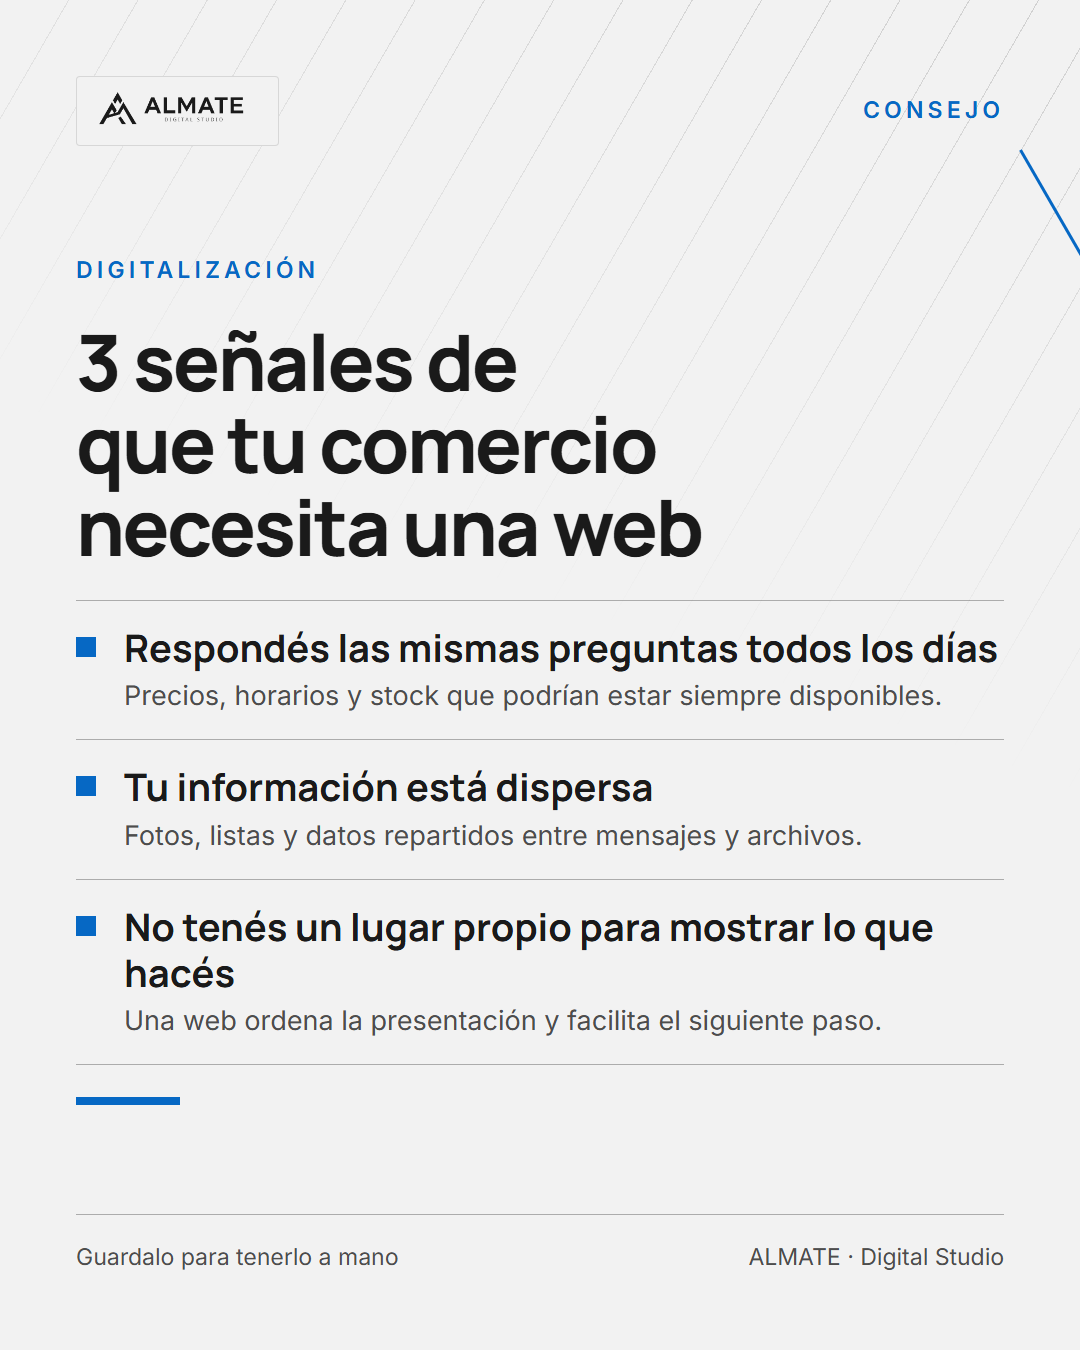 ALMATE
DIGITAL STUDIO
CONSEJO
DIGITALIZACIÓN
3 señales de
que tu comercio
necesita una web
Respondés las mismas preguntas todos los días
Precios, horarios y stock que podrían estar siempre disponibles.
Tu información está dispersa
Fotos, listas y datos repartidos entre mensajes y archivos.
No tenés un lugar propio para mostrar lo que
hacés
Una web ordena la presentación y facilita el siguiente paso.
Guardalo para tenerlo a mano
ALMATE · Digital Studio